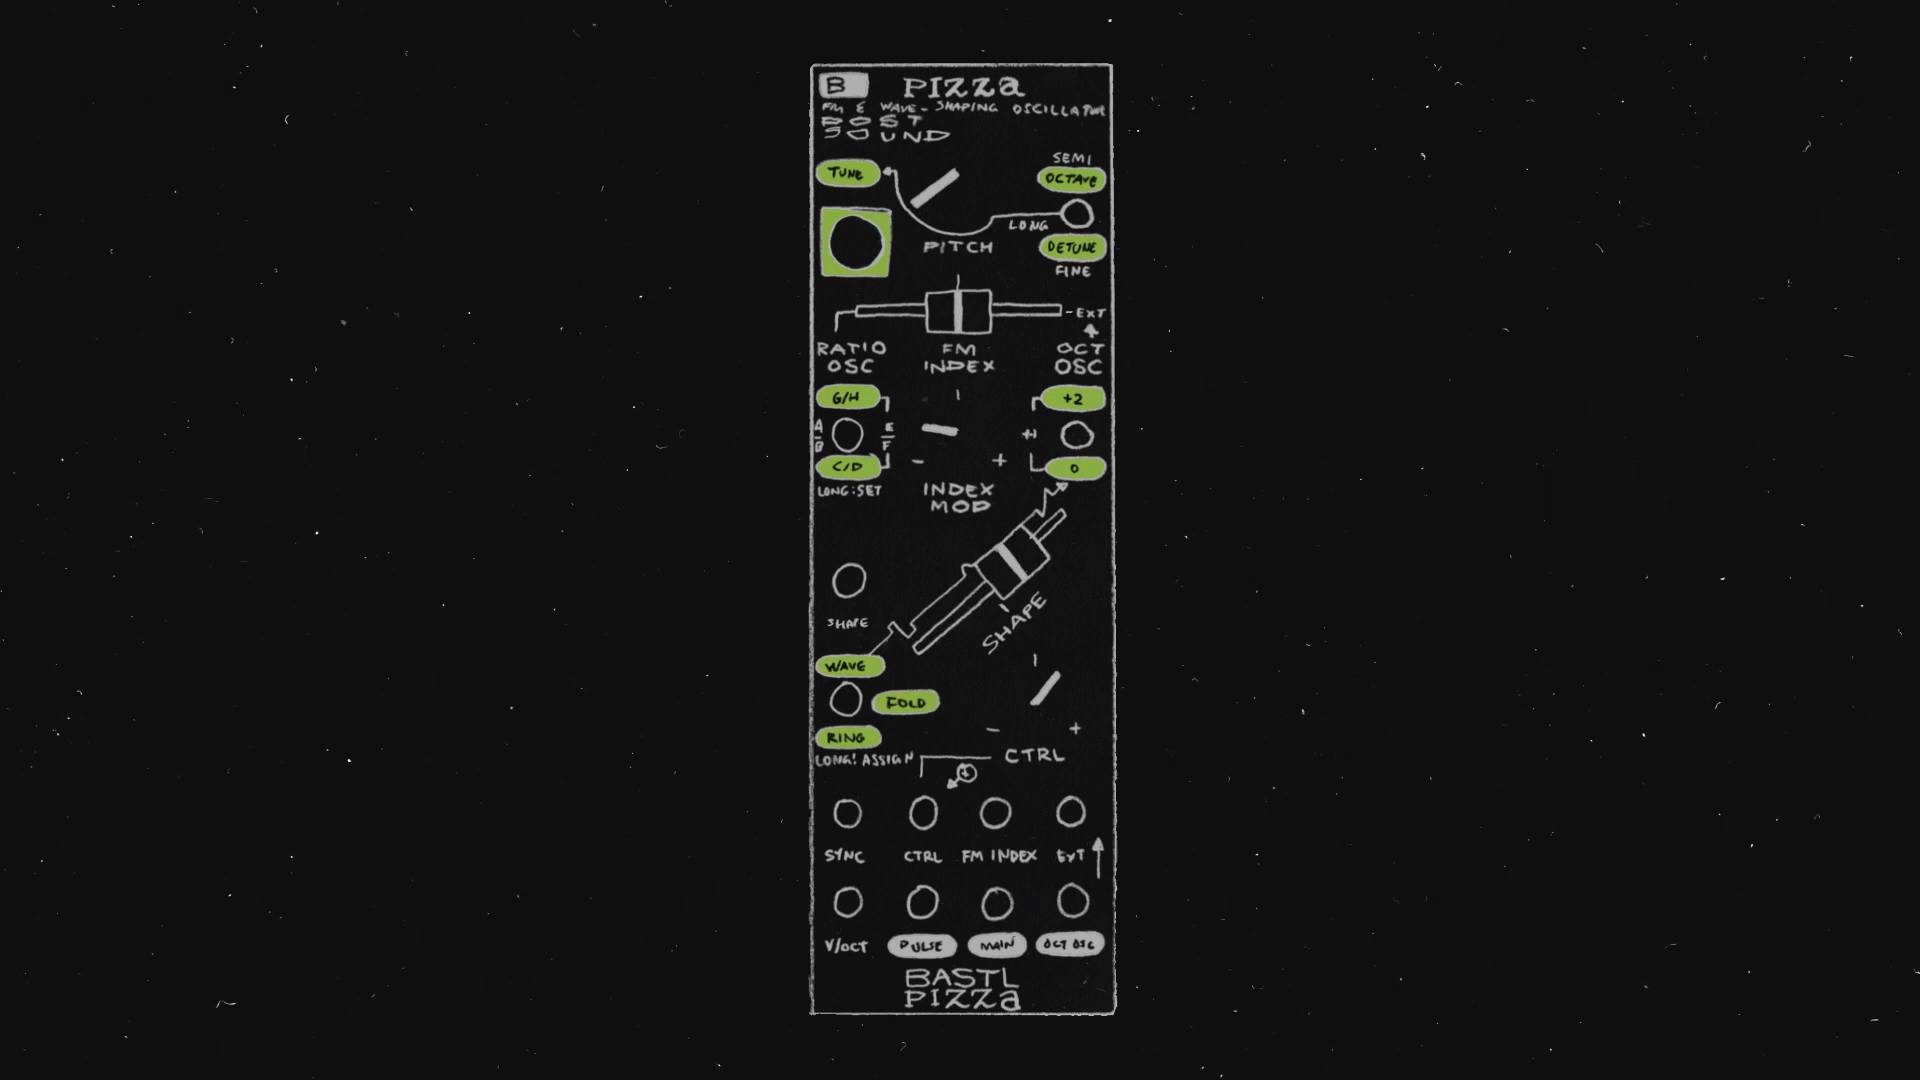 B PIZZa
FM & WAVE-SHAPING OSCILLATOR
SOUND
TUNE
SEMI
OCTAVE
LONG
PITCH
DETUNE
FINE
-EXT
RATIO OSC
FM INDEX
OCT OSC
G/H
+2
A/B
E/F
+1
C/D
0
- +
LONG:SET
INDEX MOD
SHAPE
SHAPE
WAVE
FOLD
RING
- +
LONG: ASSIGN
CTRL
SYNC CTRL FM INDEX EXT
V/OCT PULSE MAIN OCT OSC
BASTL
PIZZa